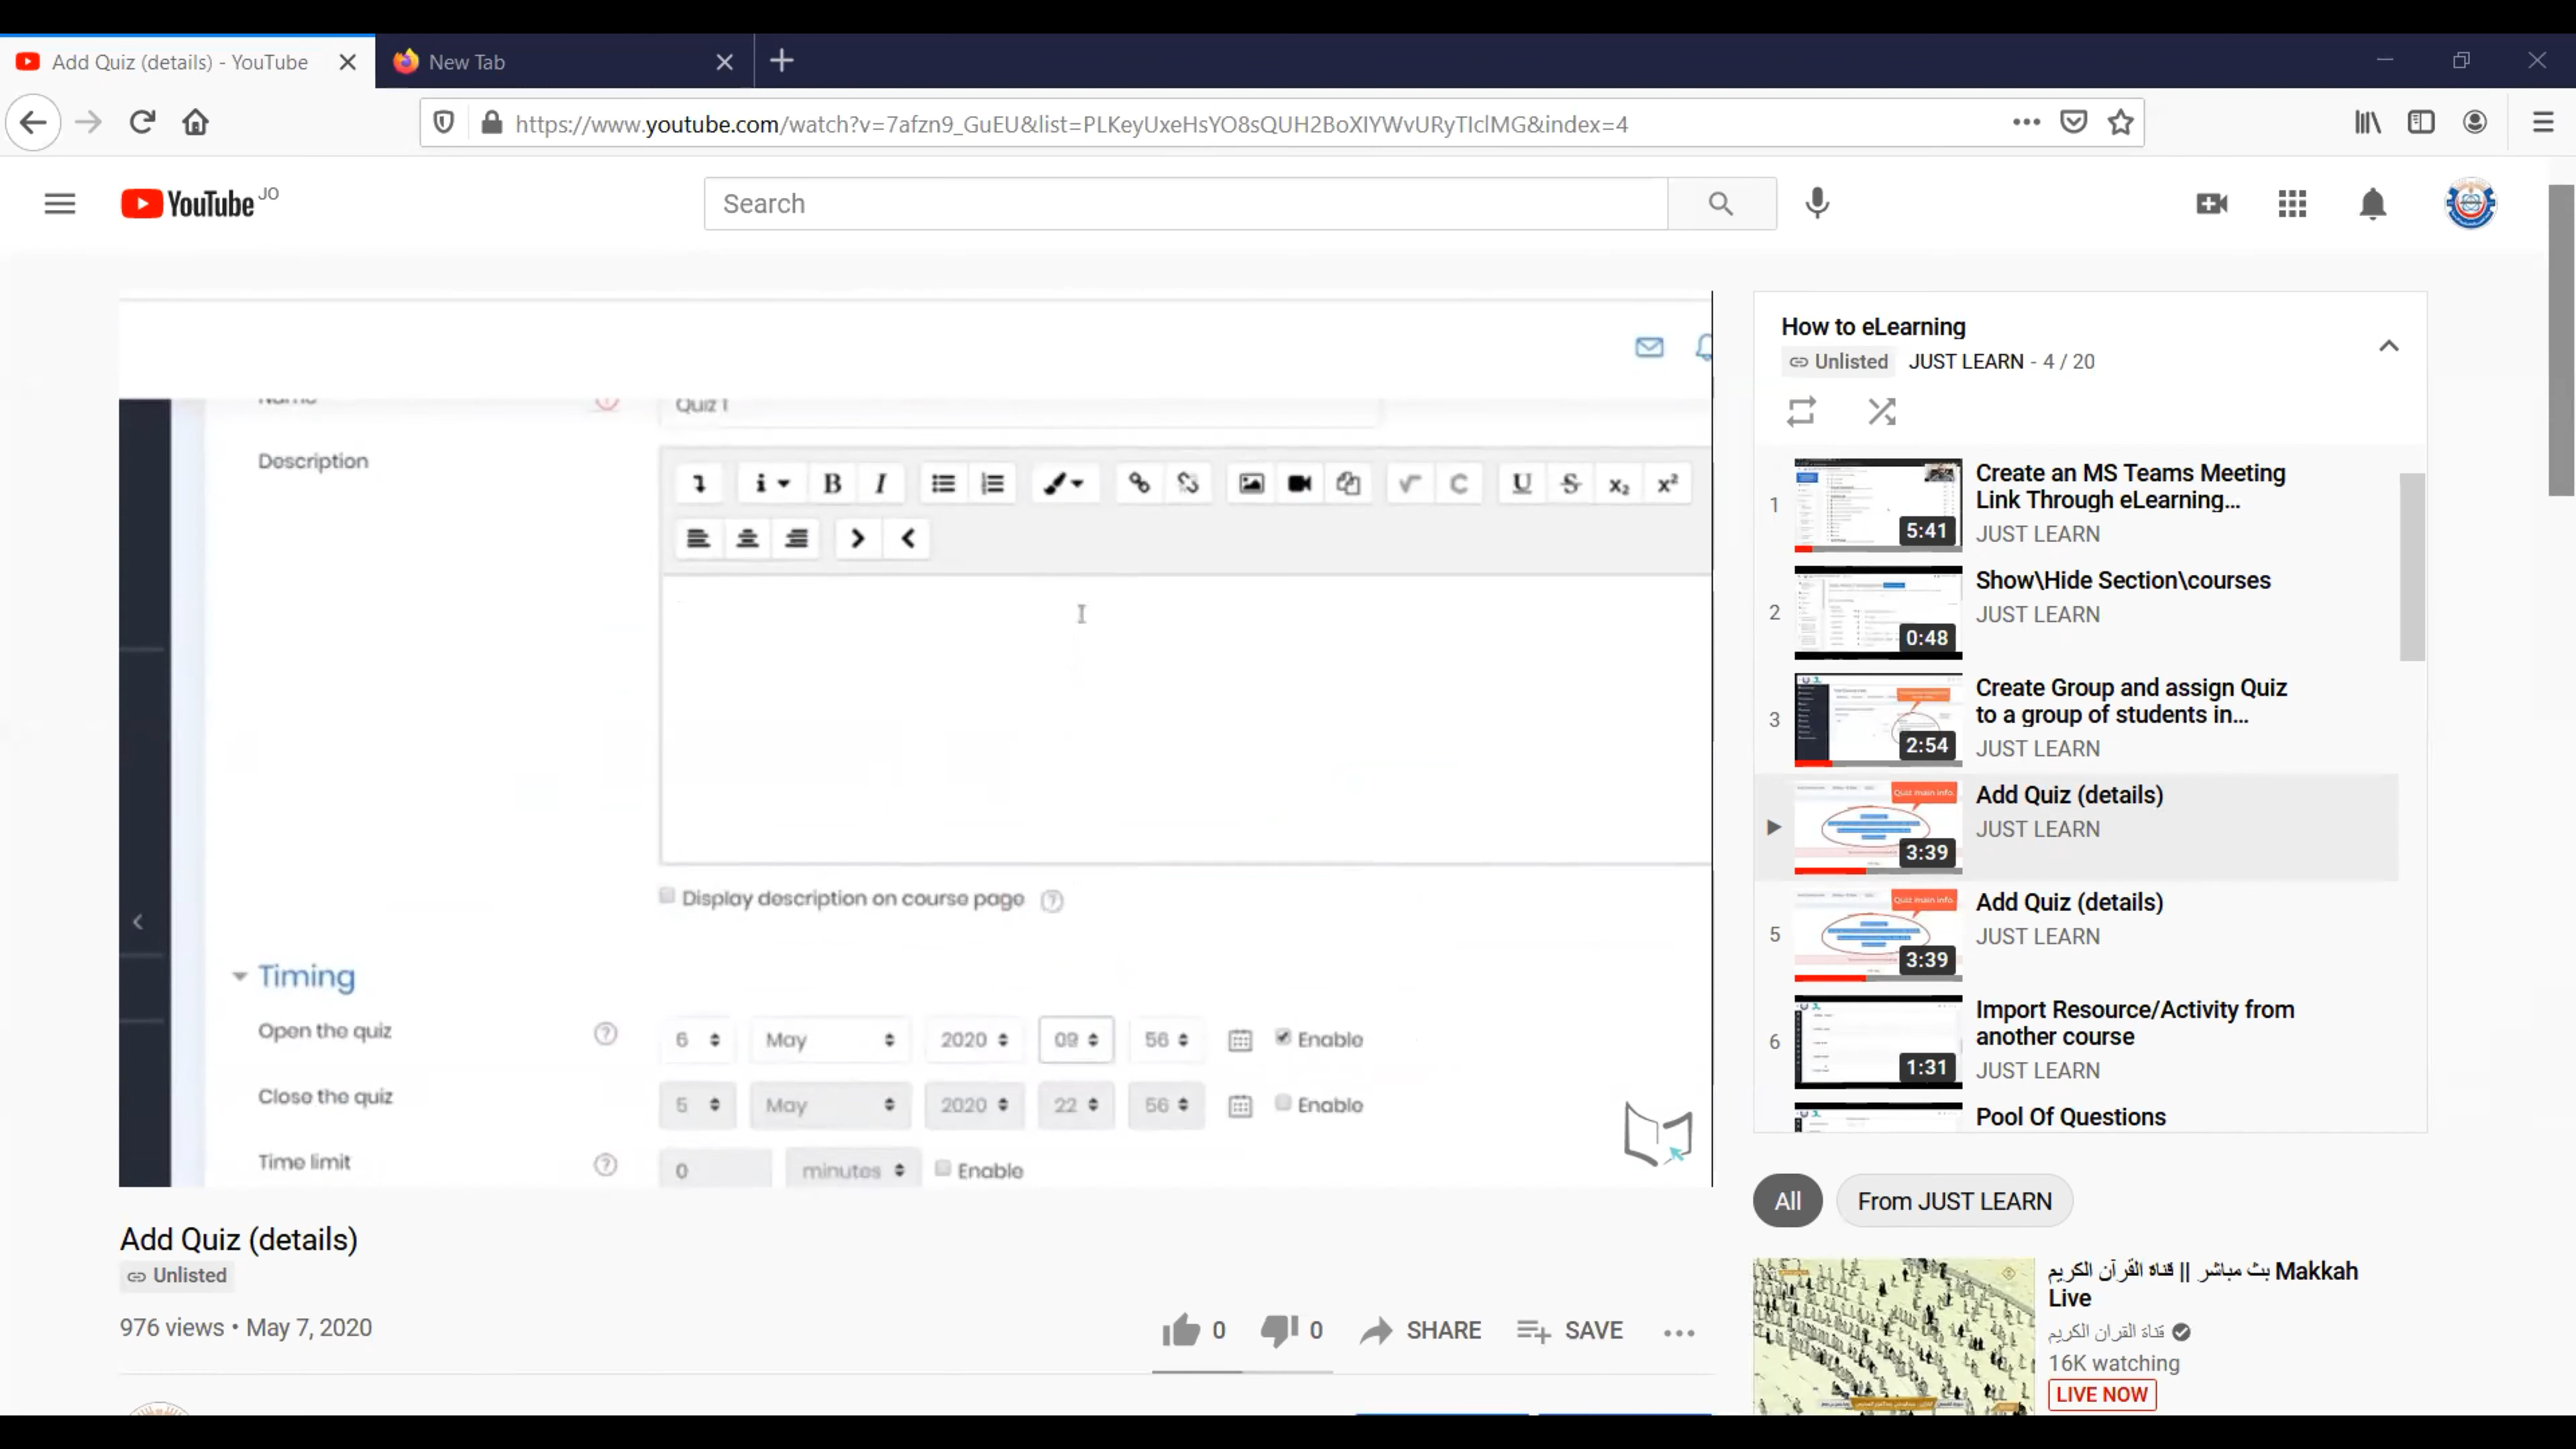 Add Quiz (details) - YouTube
New Tab
https://www.youtube.com/watch?v=7afzn9_GuEU&list=PLKeyUxeHsYO8sQUH2BoXIYWvURyTIclMG&index=4
YouTube JO
Search
Name
Quiz 1
Description
Display description on course page
Timing
Open the quiz
6 May 2020 09 56 Enable
Close the quiz
5 May 2020 22 56 Enable
Time limit
0 minutes Enable
Add Quiz (details)
Unlisted
976 views • May 7, 2020
0 0 SHARE SAVE
How to eLearning
Unlisted JUST LEARN - 4 / 20
1
5:41
Create an MS Teams Meeting
Link Through eLearning...
JUST LEARN
2
0:48
Show\Hide Section\courses
JUST LEARN
3
2:54
Create Group and assign Quiz
to a group of students in...
JUST LEARN
Quiz main info.
3:39
Add Quiz (details)
JUST LEARN
5
Quiz main info.
3:39
Add Quiz (details)
JUST LEARN
6
1:31
Import Resource/Activity from
another course
JUST LEARN
Pool Of Questions
All
From JUST LEARN
بث مباشر || قناة القرآن الكريم Makkah
Live
قناة القران الكريم
16K watching
LIVE NOW